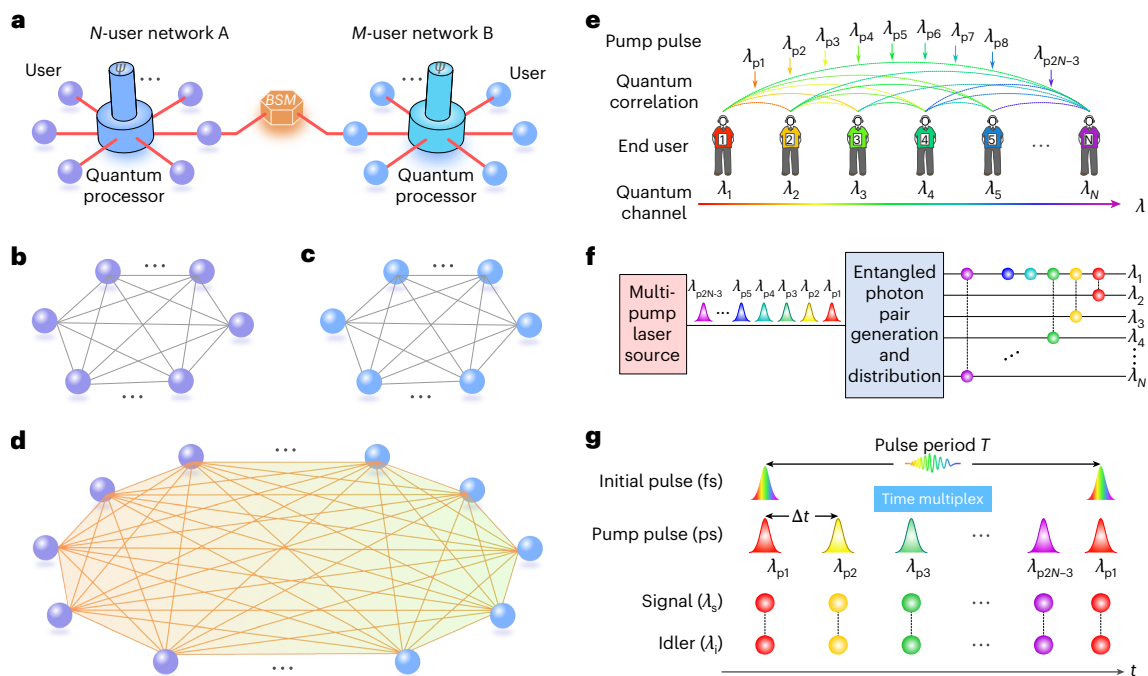 a
N-user network A
M-user network B
User
ψ
...
BSM
...
ψ
User
Quantum
processor
Quantum
processor
b
...
...
c
...
...
d
...
...
e
Pump pulse
λp1 λp2 λp3 λp4 λp5 λp6 λp7 λp8 λp2N−3
Quantum
correlation
End user
1 2 3 4 5 ... N
Quantum
channel
λ1 λ2 λ3 λ4 λ5 λN
λ
f
Multi-
pump
laser
source
λp2N−3 ... λp5 λp4 λp3 λp2 λp1
Entangled
photon
pair
generation
and
distribution
λ1
λ2
λ3
λ4
...
λN
...
g
Pulse period T
Initial pulse (fs)
Time multiplex
Δt
Pump pulse (ps)
...
λp1 λp2 λp3 λp2N−3 λp1
Signal (λs)
...
Idler (λi)
...
t